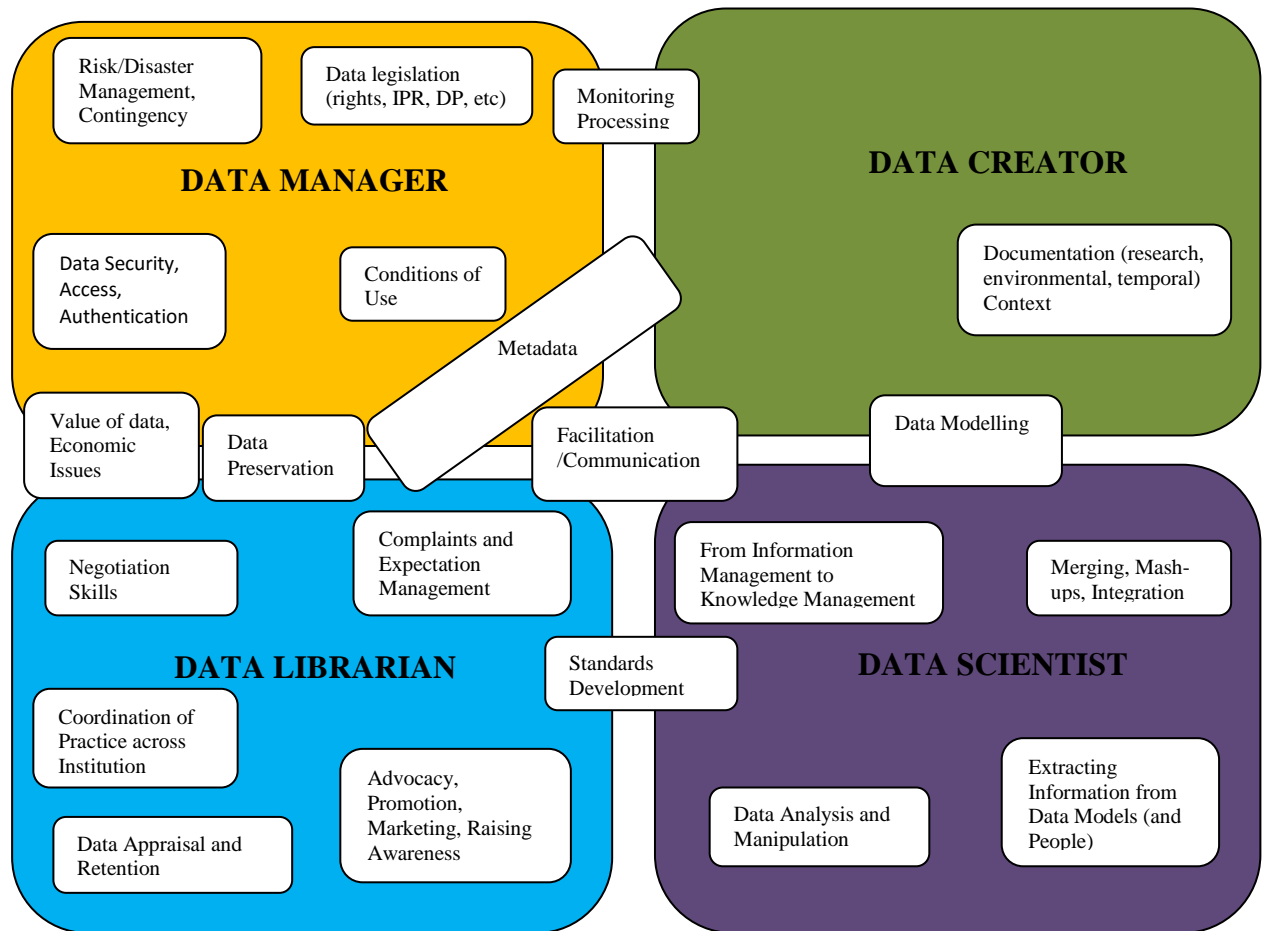 Risk/Disaster
Management,
Contingency
Data legislation
(rights, IPR, DP, etc)
Monitoring
Processing
DATA MANAGER
DATA CREATOR
Data Security,
Access,
Authentication
Conditions of
Use
Documentation (research,
environmental, temporal)
Context
Metadata
Value of data,
Economic
Issues
Data
Preservation
Facilitation
/Communication
Data Modelling
Negotiation
Skills
Complaints and
Expectation
Management
From Information
Management to
Knowledge Management
Merging, Mash-
ups, Integration
DATA LIBRARIAN
Standards
Development
DATA SCIENTIST
Coordination of
Practice across
Institution
Advocacy,
Promotion,
Marketing, Raising
Awareness
Data Appraisal and
Retention
Data Analysis and
Manipulation
Extracting
Information from
Data Models (and
People)